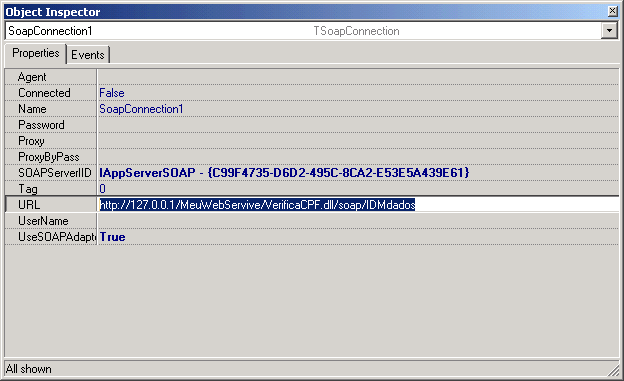 Object Inspector
SoapConnection1 TSoapConnection
Properties Events
Agent
Connected False
Name SoapConnection1
Password
Proxy
ProxyByPass
SOAPServerIID IAppServerSOAP - {C99F4735-D6D2-495C-8CA2-E53E5A439E61}
Tag 0
URL http://127.0.0.1/MeuWebServive/VerificaCPF.dll/soap/IDMdados
UserName
UseSOAPAdapte True
All shown